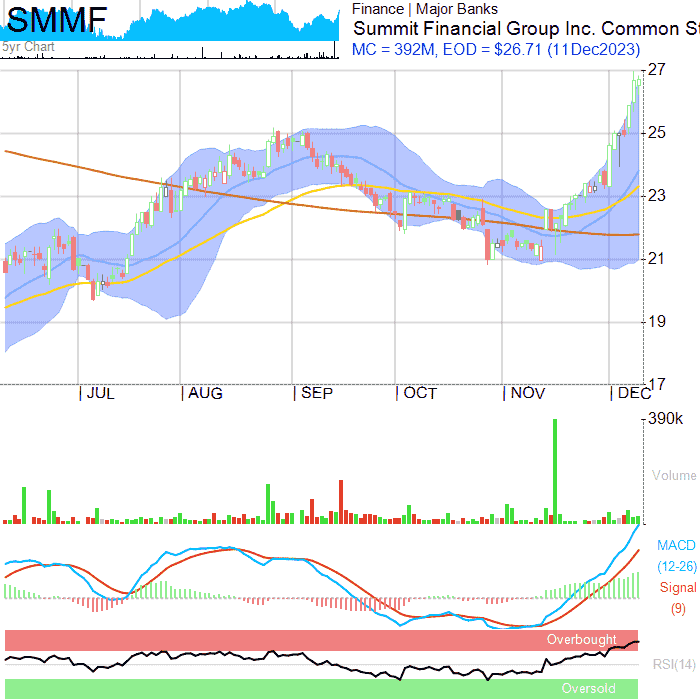 SMMF
5yr Chart
Finance | Major Banks
Summit Financial Group Inc. Common St
MC = 392M, EOD = $26.71 (11Dec2023)
27
25
23
21
19
17
| JUL | AUG | SEP | OCT | NOV | DEC
390k
Volume
MACD
(12-26)
Signal
(9)
Overbought
RSI(14)
Oversold